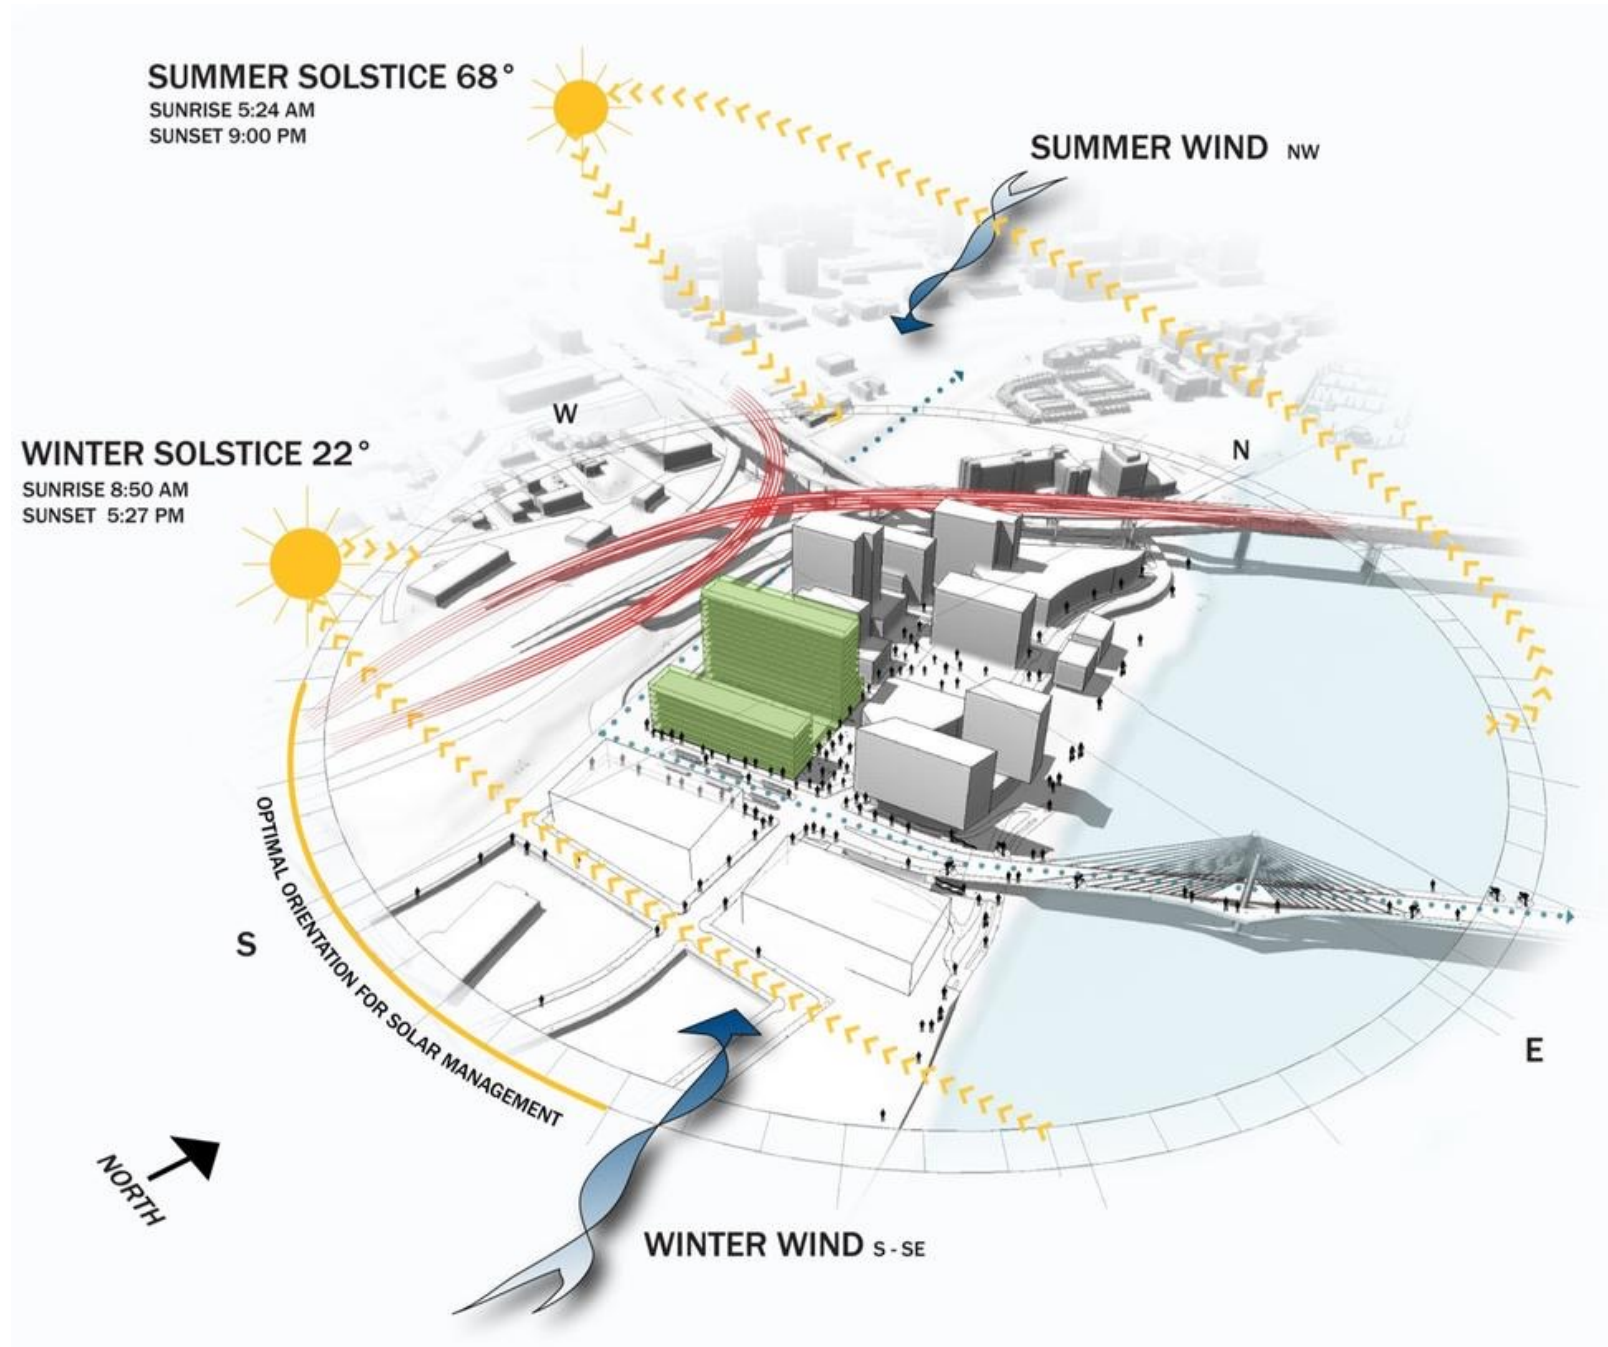 SUMMER SOLSTICE 68°
SUNRISE 5:24 AM
SUNSET 9:00 PM
SUMMER WIND NW
W
N
WINTER SOLSTICE 22°
SUNRISE 8:50 AM
SUNSET 5:27 PM
OPTIMAL ORIENTATION FOR SOLAR MANAGEMENT
S
E
NORTH
WINTER WIND S - SE